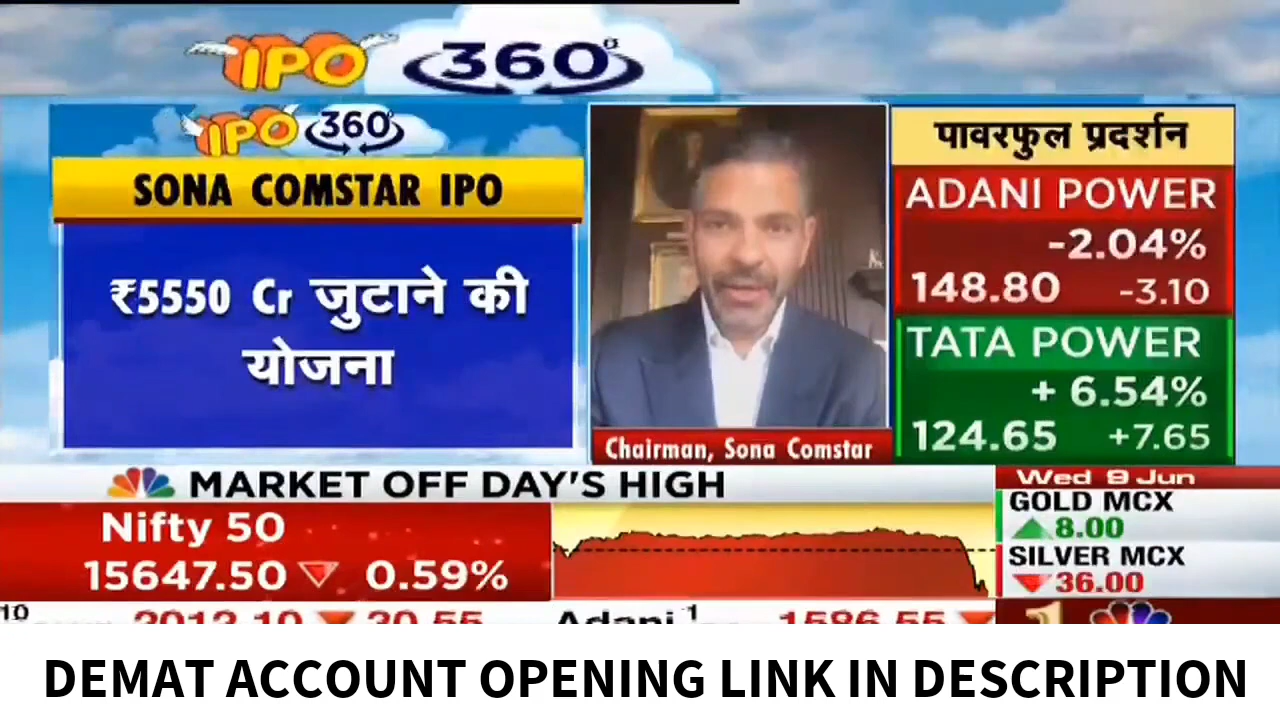 IPO 360°
IPO 360°
SONA COMSTAR IPO
₹5550 Cr जुटाने की
योजना
Chairman, Sona Comstar
पावरफुल प्रदर्शन
ADANI POWER
-2.04%
148.80 -3.10
TATA POWER
+ 6.54%
124.65 +7.65
MARKET OFF DAY'S HIGH
Wed 9 Jun
Nifty 50
15647.50 0.59%
GOLD MCX
8.00
SILVER MCX
36.00
DEMAT ACCOUNT OPENING LINK IN DESCRIPTION